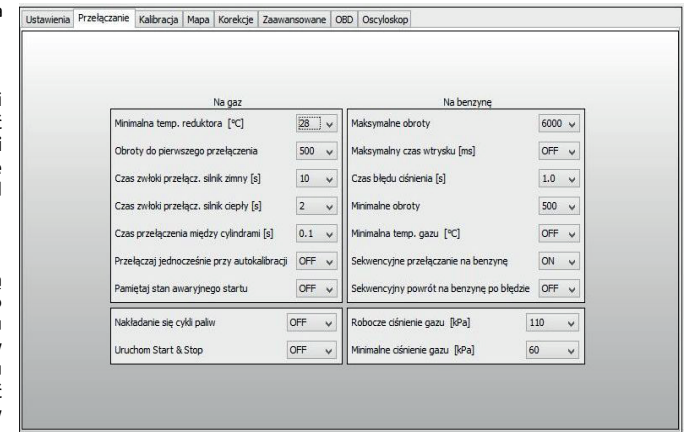 Ustawienia Przełączanie Kalibracja Mapa Korekcje Zaawansowane OBD Oscyloskop
Na gaz
Minimalna temp. reduktora [°C] 28
Obroty do pierwszego przełączenia 500
Czas zwłoki przełącz. silnik zimny [s] 10
Czas zwłoki przełącz. silnik ciepły [s] 2
Czas przełączenia między cylindrami [s] 0.1
Przełączaj jednocześnie przy autokalibracji OFF
Pamiętaj stan awaryjnego startu OFF
Nakładanie się cykli paliw OFF
Uruchom Start & Stop OFF
Na benzynę
Maksymalne obroty 6000
Maksymalny czas wtrysku [ms] OFF
Czas błędu ciśnienia [s] 1.0
Minimalne obroty 500
Minimalna temp. gazu [°C] OFF
Sekwencyjne przełączanie na benzynę ON
Sekwencyjny powrót na benzynę po błędzie OFF
Robocze ciśnienie gazu [kPa] 110
Minimalne ciśnienie gazu [kPa] 60